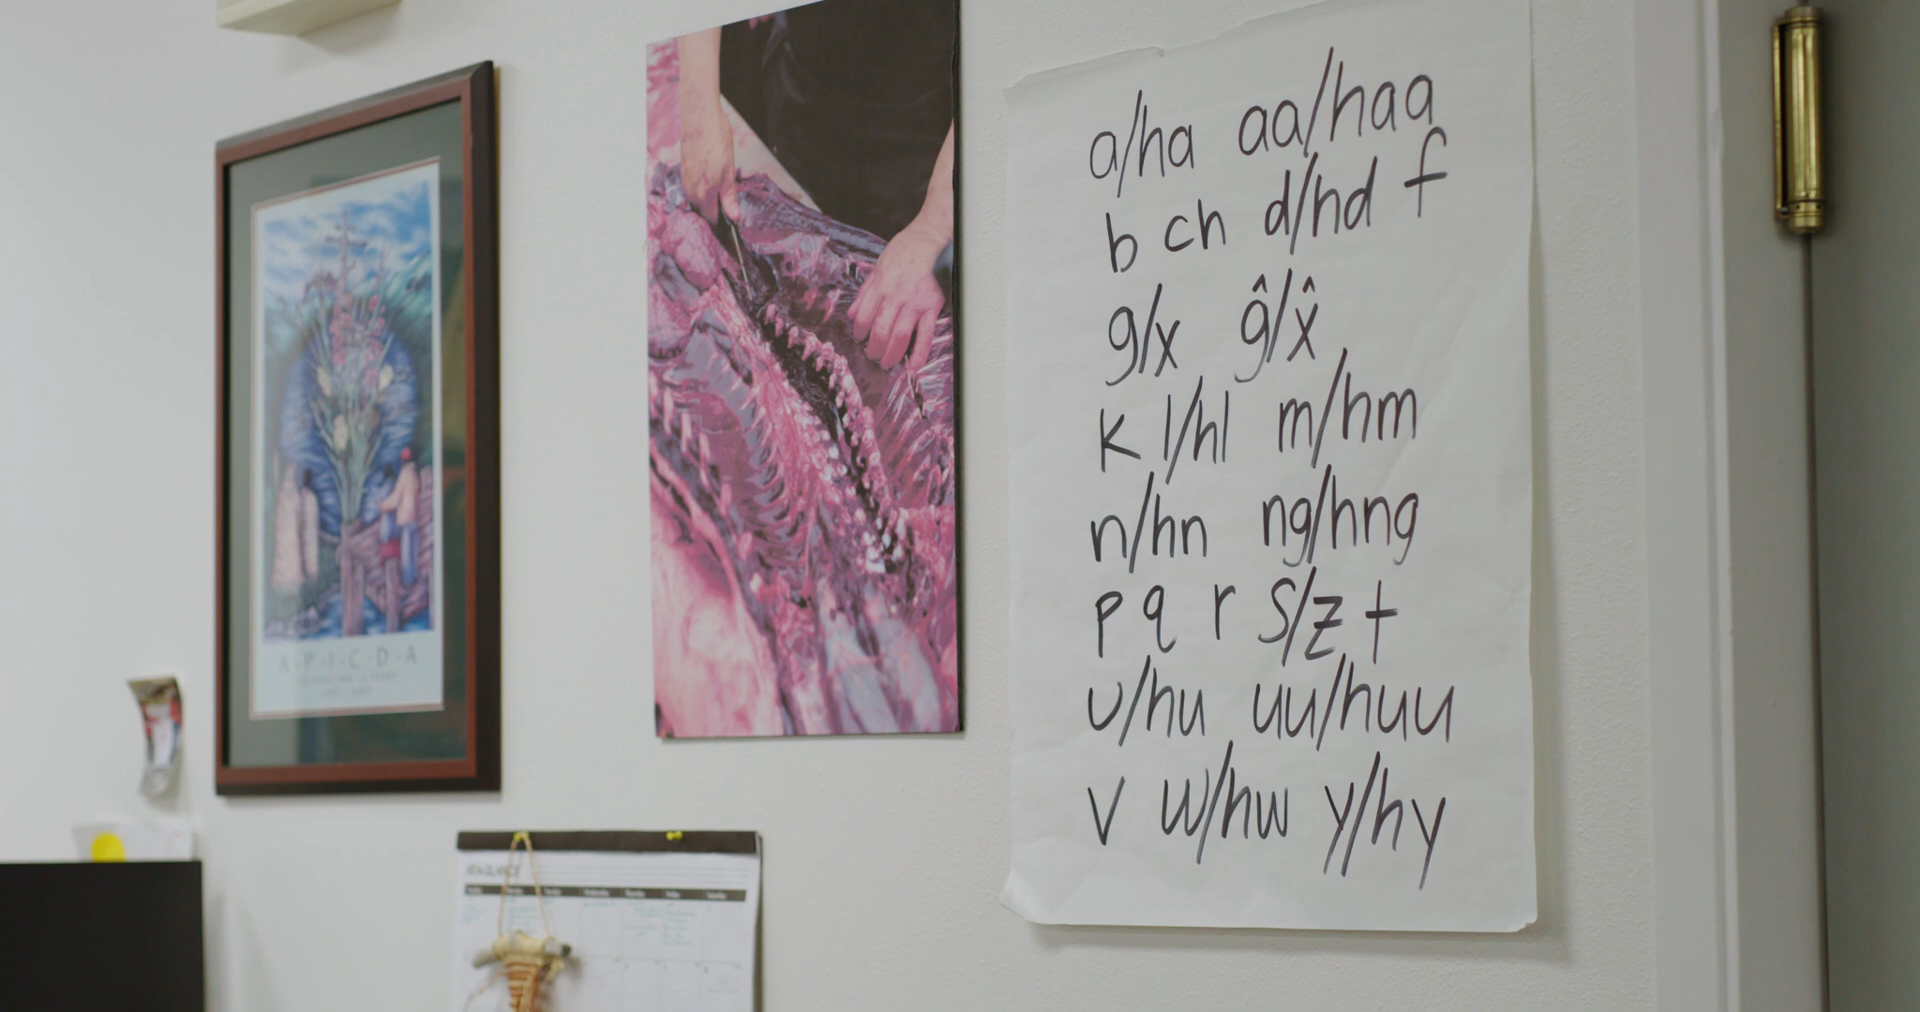 A·P·I·C·D·A
a/ha aa/haa
b ch d/hd f
g/x ĝ/x̂
k l/hl m/hm
n/hn ng/hng
p q r s/z t
u/hu uu/huu
v w/hw y/hy